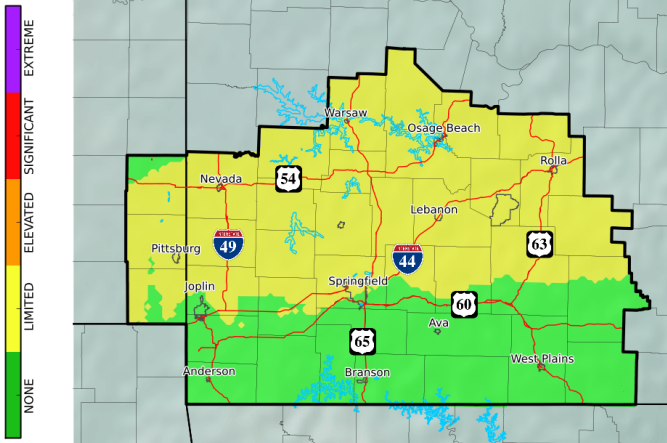 EXTREME
SIGNIFICANT
ELEVATED
LIMITED
NONE
Warsaw
Osage Beach
Rolla
Nevada
54
Lebanon
Pittsburg
49
44
63
Joplin
Springfield
60
Ava
65
West Plains
Anderson
Branson